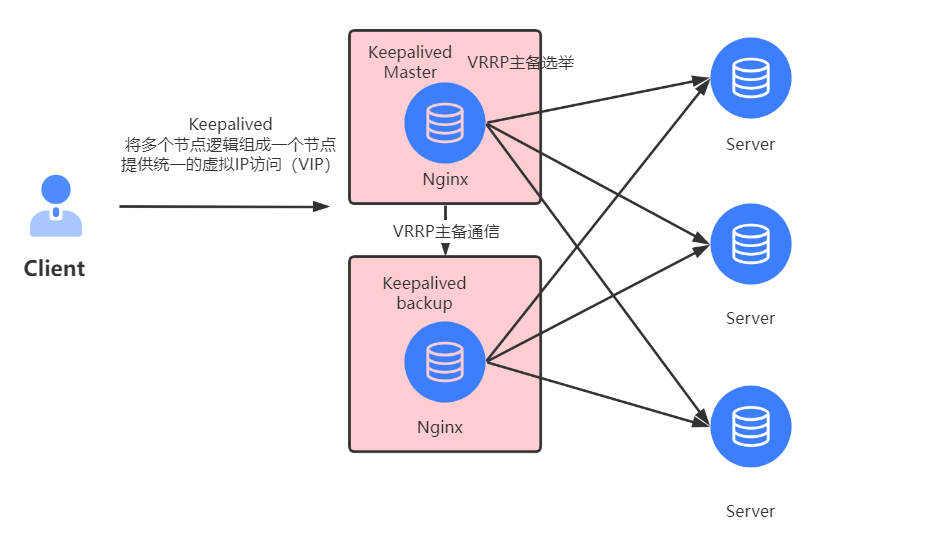 Keepalived
将多个节点逻辑组成一个节点
提供统一的虚拟IP访问（VIP）
Client
Keepalived
Master
VRRP主备选举
Nginx
VRRP主备通信
Keepalived
backup
Nginx
Server
Server
Server